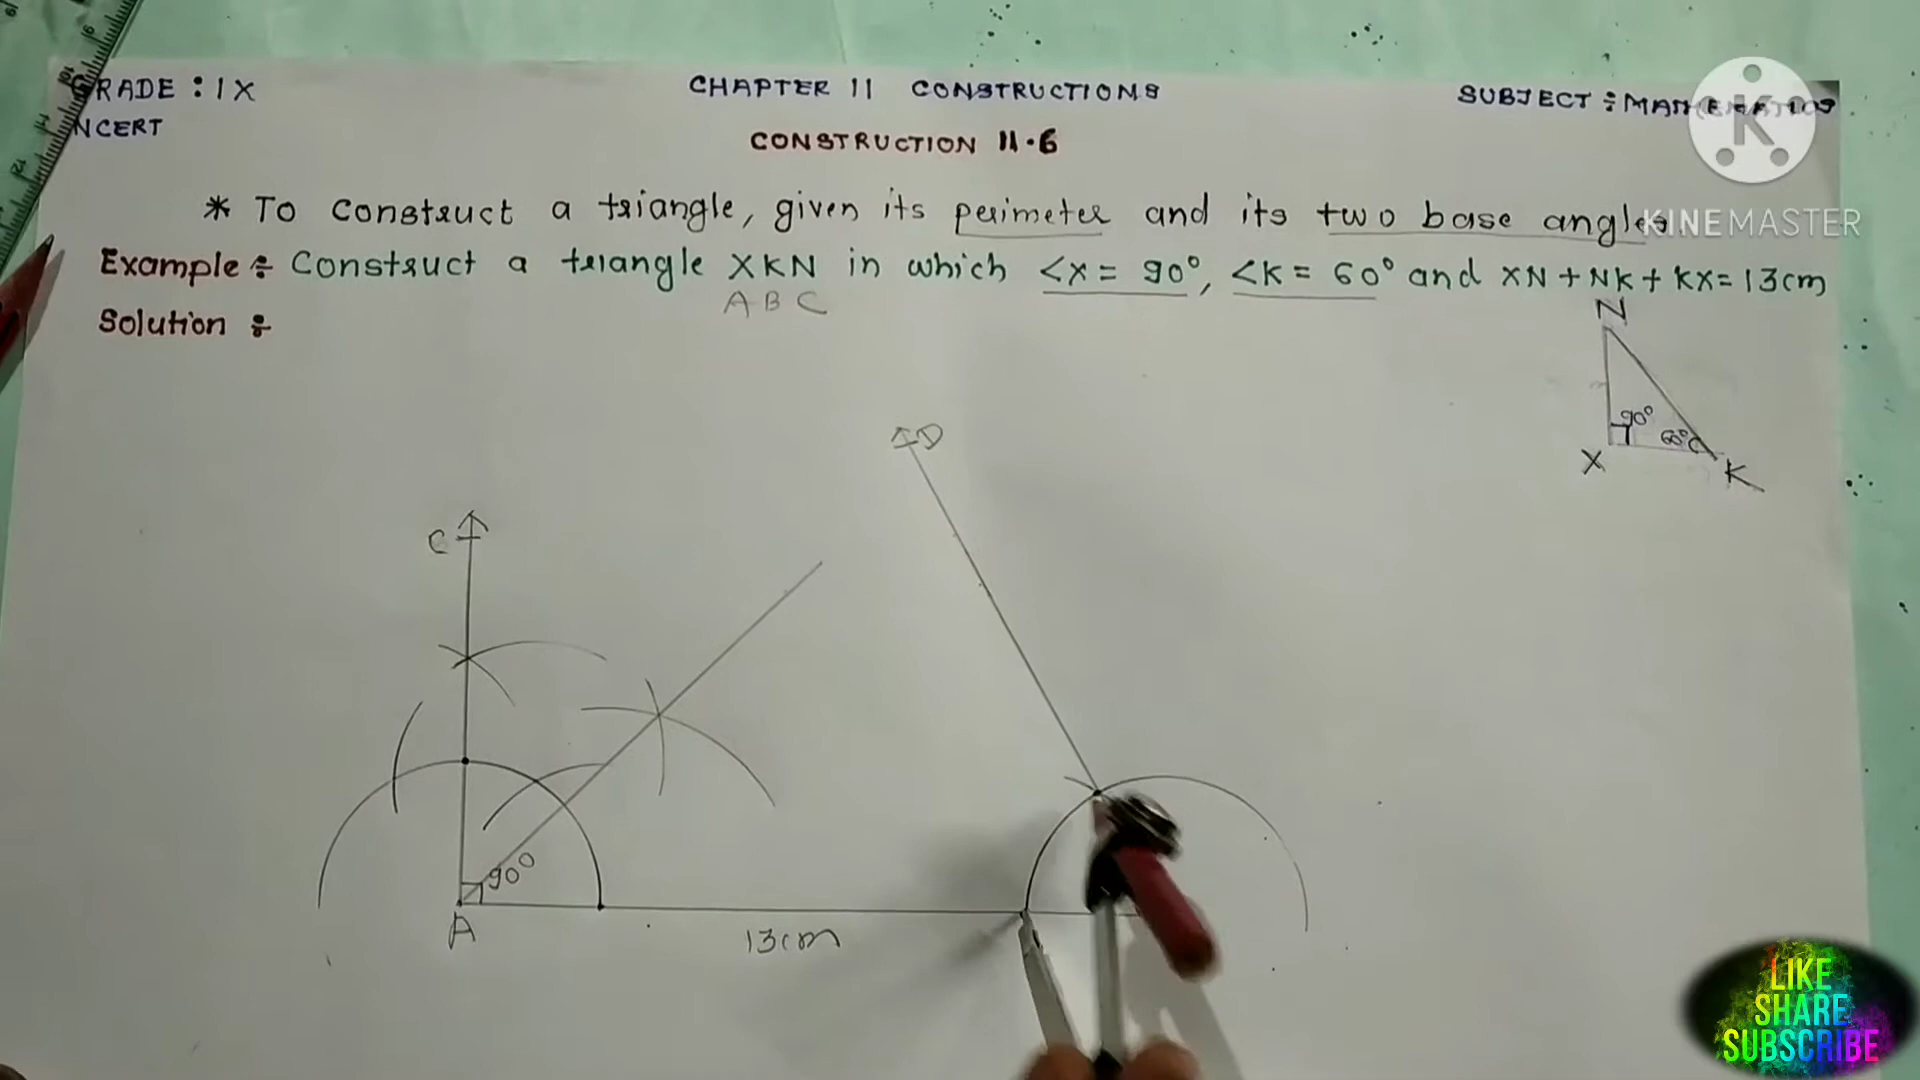 GRADE : IX CHAPTER 11 CONSTRUCTIONS SUBJECT : MATHEMATICS
NCERT
CONSTRUCTION 11.6
K
KINEMASTER
* To construct a triangle, given its perimeter and its two base angles
Example : Construct a triangle XKN in which <X = 90°, <K = 60° and XN + NK + KX = 13cm
A B C
Solution :
N
90° 60°
X K
D
C
90°
A
13cm
LIKE
SHARE
SUBSCRIBE